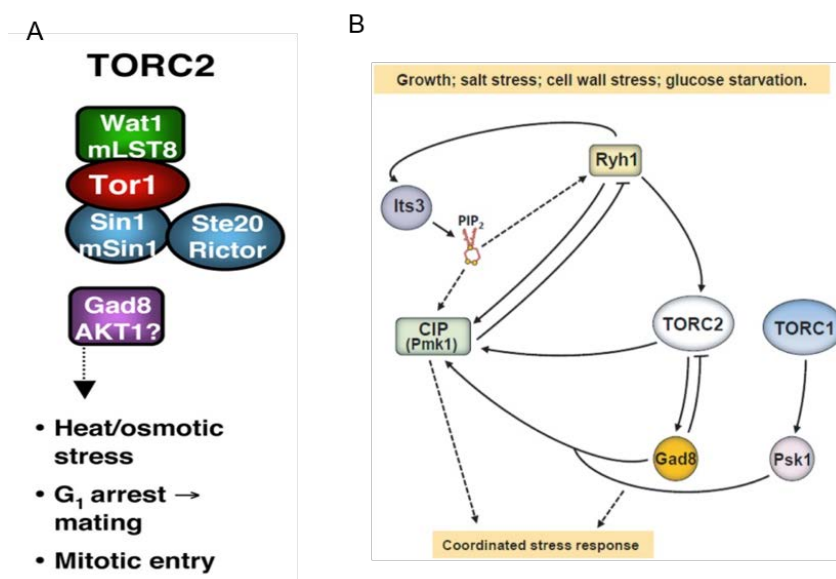 A
TORC2
Wat1
mLST8
Tor1
Sin1
mSin1
Ste20
Rictor
Gad8
AKT1?
• Heat/osmotic
stress
• G₁ arrest →
mating
• Mitotic entry
B
Growth; salt stress; cell wall stress; glucose starvation.
Ryh1
Its3
PIP₂
CIP
(Pmk1)
TORC2
TORC1
Gad8
Psk1
Coordinated stress response